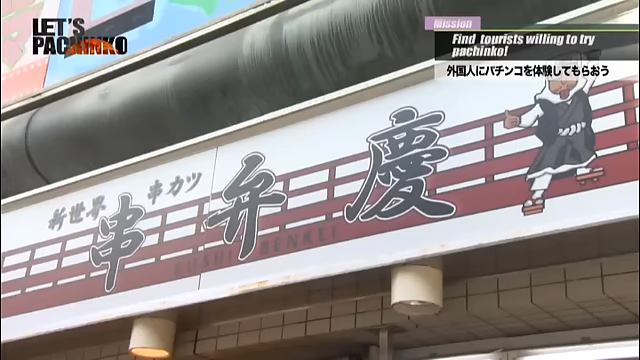 LET'S
PACHINKO
Mission
Find tourists willing to try
pachinko!
外国人にパチンコを体験してもらおう
新世界 串カツ
串弁慶
KUSHI BENKEI